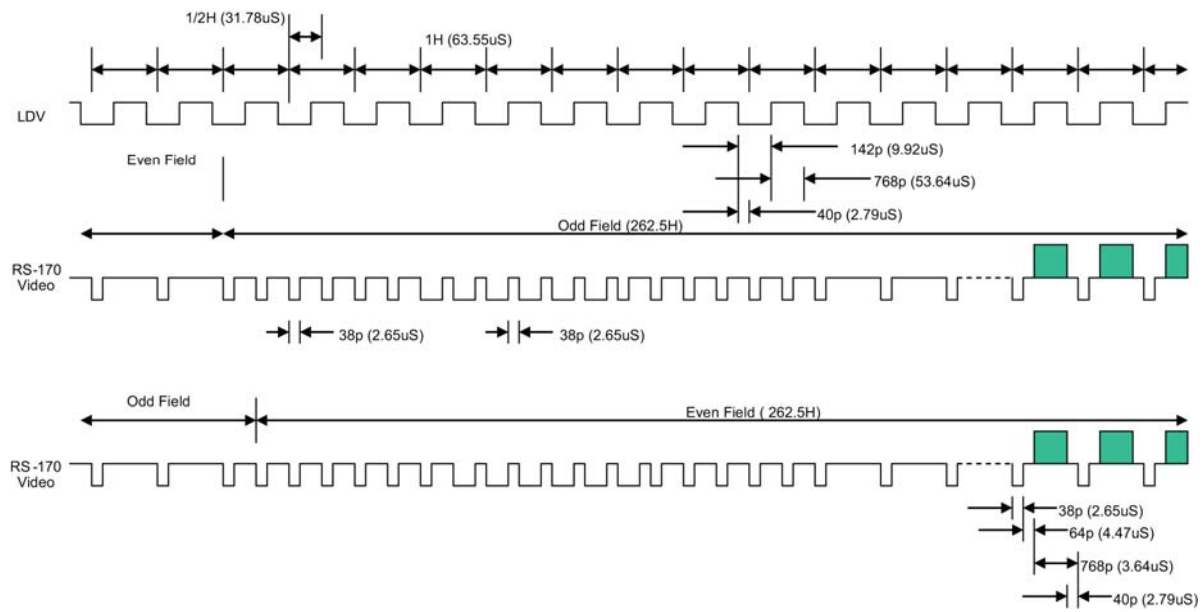 1/2H (31.78uS)
1H (63.55uS)
LDV
142p (9.92uS)
Even Field
768p (53.64uS)
40p (2.79uS)
Odd Field (262.5H)
RS-170
Video
38p (2.65uS)
38p (2.65uS)
Odd Field
Even Field ( 262.5H)
RS -170
Video
38p (2.65uS)
64p (4.47uS)
768p (3.64uS)
40p (2.79uS)